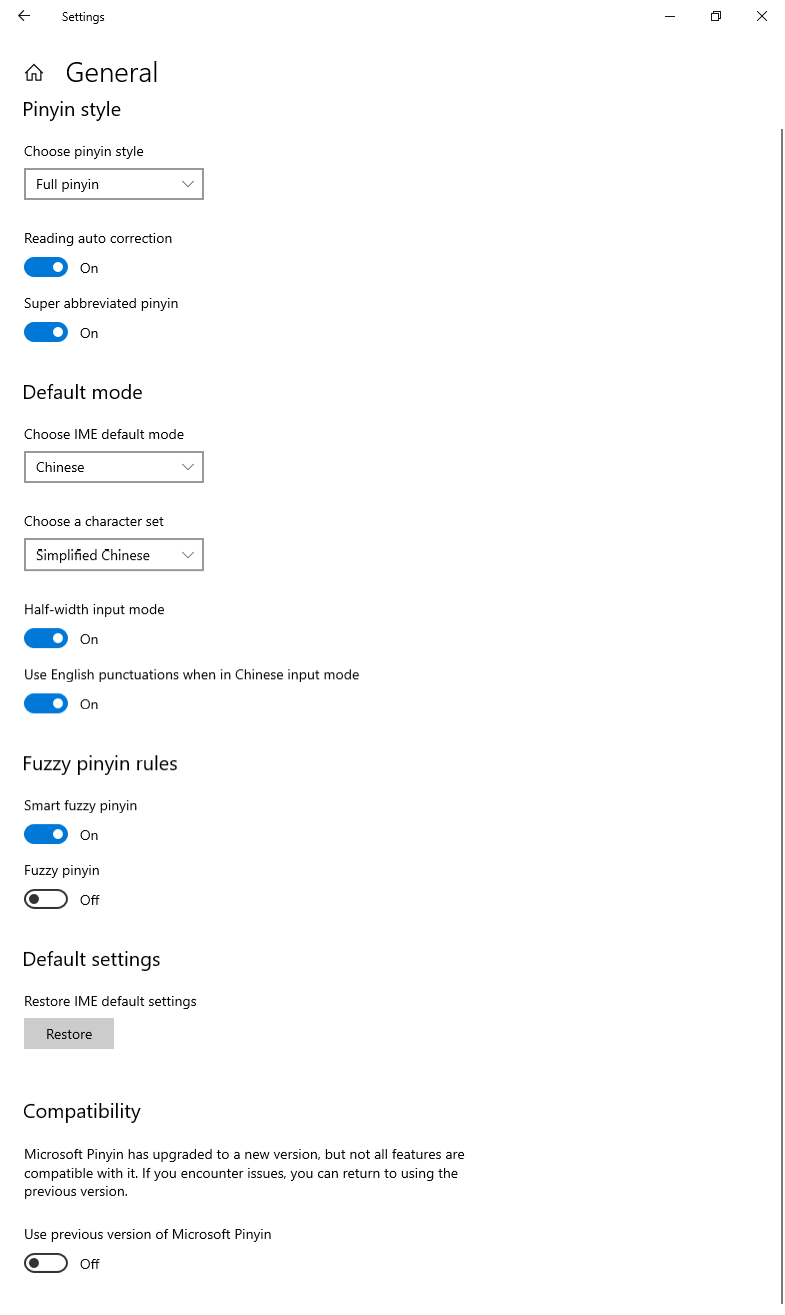 Settings
General
Pinyin style
Choose pinyin style
Full pinyin
Reading auto correction
On
Super abbreviated pinyin
On
Default mode
Choose IME default mode
Chinese
Choose a character set
Simplified Chinese
Half-width input mode
On
Use English punctuations when in Chinese input mode
On
Fuzzy pinyin rules
Smart fuzzy pinyin
On
Fuzzy pinyin
Off
Default settings
Restore IME default settings
Restore
Compatibility
Microsoft Pinyin has upgraded to a new version, but not all features are
compatible with it. If you encounter issues, you can return to using the
previous version.
Use previous version of Microsoft Pinyin
Off